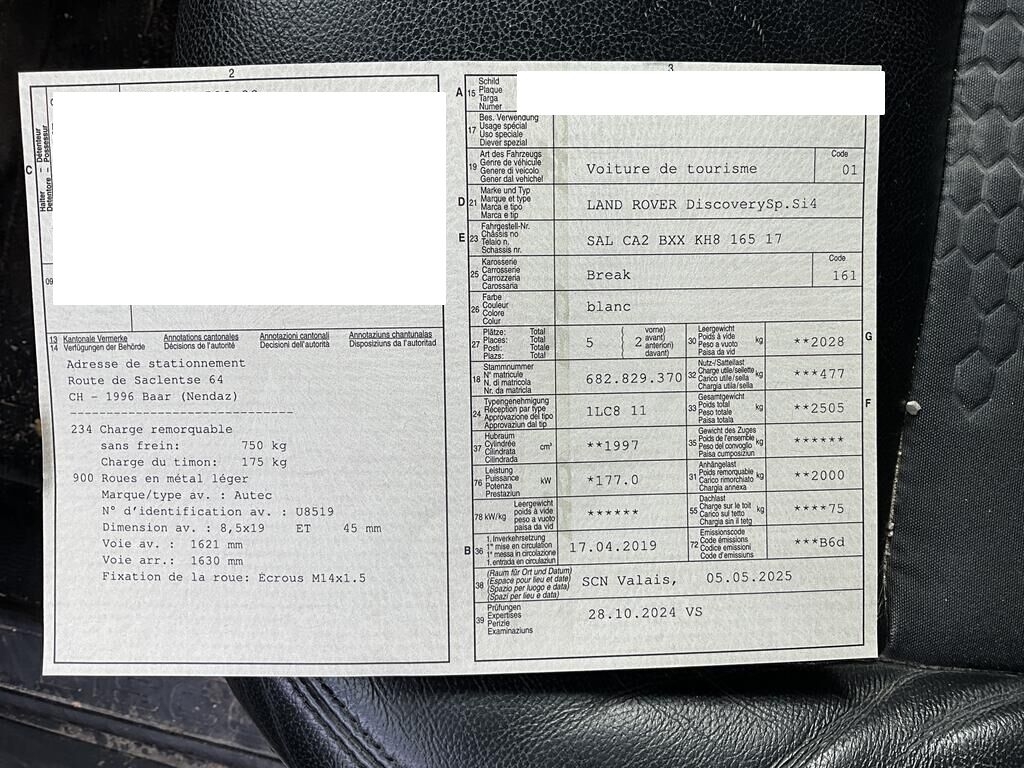 2
Halter – Détenteur
Detentore – Possessur
C
09
13 Kantonale Vermerke Annotations cantonales Annotazioni cantonali Annotaziuns chantunalas
14 Verfügungen der Behörde Décisions de l'autorité Decisioni dell'autorità Disposiziuns da l'autoritad
Adresse de stationnement
Route de Saclentse 64
CH - 1996 Baar (Nendaz)
234 Charge remorquable
sans frein: 750 kg
Charge du timon: 175 kg
900 Roues en métal léger
Marque/type av. : Autec
N° d'identification av. : U8519
Dimension av. : 8,5x19 ET 45 mm
Voie av. : 1621 mm
Voie arr.: 1630 mm
Fixation de la roue: Ecrous M14x1.5
3
A 15 Schild
Plaque
Targa
Numer
17 Bes. Verwendung
Usage spécial
Uso speciale
Diever spezial
19 Art des Fahrzeugs
Genre de véhicule
Genere di veicolo
Gener dal vehichel
Voiture de tourisme
Code
01
D 21 Marke und Typ
Marque et type
Marca e tipo
Marca e tip
LAND ROVER DiscoverySp.Si4
E 23 Fahrgestell-Nr.
Châssis no
Telaio n.
Schassis nr.
SAL CA2 BXX KH8 165 17
25 Karosserie
Carrosserie
Carrozzeria
Carossaria
Break
Code
161
26 Farbe
Couleur
Colore
Colur
blanc
27 Plätze: Total
Places: Total
Posti: Totale
Plazs: Total
5
2
vorne)
avant)
anteriori)
davant)
30 Leergewicht
Poids à vide
Peso a vuoto
Paisa da vid
kg
**2028
G
18 Stammnummer
N° matricule
N. di matricola
Nr. da matricla
682.829.370
32 Nutz-/Sattellast
Charge utile/sellette
Carico utile/sella
Chargia utila/sella
kg
***477
24 Typengenehmigung
Réception par type
Approvazione del tipo
Approvaziun dal tip
1LC8 11
33 Gesamtgewicht
Poids total
Peso totale
Paisa totala
kg
**2505
F
37 Hubraum
Cylindrée
Cilindrata
Cilindrada
cm³
**1997
35 Gewicht des Zuges
Poids de l'ensemble
Peso del convoglio
Paisa cumposiziun
kg
******
76 Leistung
Puissance
Potenza
Prestaziun
kW
*177.0
31 Anhängelast
Poids remorquable
Carico rimorchiato
Chargia annexa
kg
**2000
78 kW/kg
Leergewicht
poids à vide
peso a vuoto
paisa da vid
******
55 Dachlast
Charge sur le toit
Carico sul tetto
Chargia sin il tetg
kg
****75
B 36 1. Inverkehrsetzung
1re mise en circulation
1a messa in circolazione
1. entrada en circulaziun
17.04.2019
72 Emissionscode
Code émissions
Codice emissioni
Code d'emissiuns
***B6d
38 (Raum für Ort und Datum)
(Espace pour lieu et date)
(Spazio per luogo e data)
(Spazi per lieu e data)
SCN Valais, 05.05.2025
39 Prüfungen
Expertises
Perizie
Examinaziuns
28.10.2024 VS